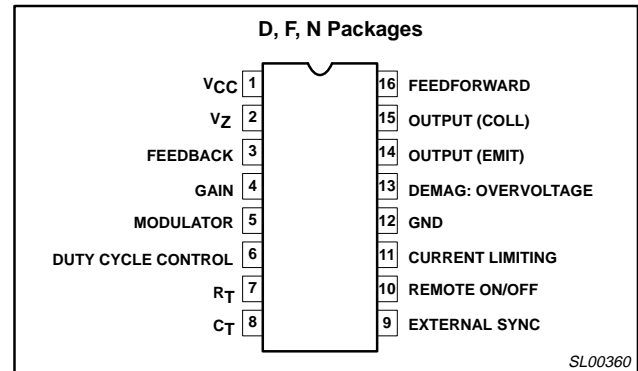 D, F, N Packages
VCC 1 16 FEEDFORWARD
VZ 2 15 OUTPUT (COLL)
FEEDBACK 3 14 OUTPUT (EMIT)
GAIN 4 13 DEMAG: OVERVOLTAGE
MODULATOR 5 12 GND
DUTY CYCLE CONTROL 6 11 CURRENT LIMITING
RT 7 10 REMOTE ON/OFF
CT 8 9 EXTERNAL SYNC
SL00360